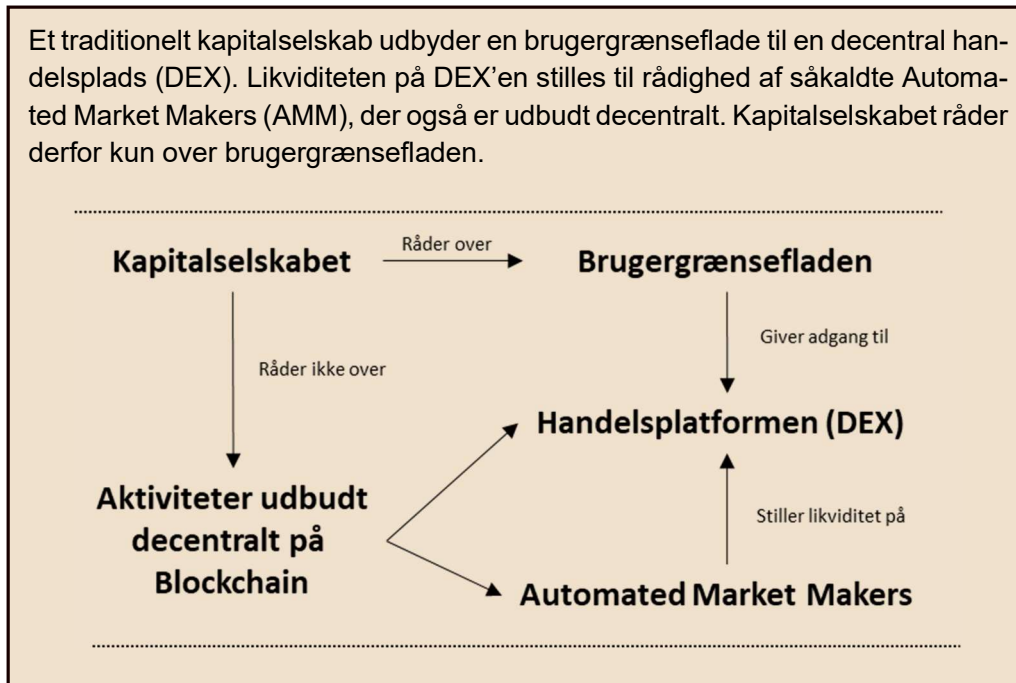 Et traditionelt kapitalselskab udbyder en brugergrænseflade til en decentral han-
delsplads (DEX). Likviditeten på DEX’en stilles til rådighed af såkaldte Automa-
ted Market Makers (AMM), der også er udbudt decentralt. Kapitalselskabet råder
derfor kun over brugergrænsefladen.
Kapitalselskabet
Råder over
Brugergrænsefladen
Råder ikke over
Giver adgang til
Handelsplatformen (DEX)
Aktiviteter udbudt
decentralt på
Blockchain
Stiller likviditet på
Automated Market Makers